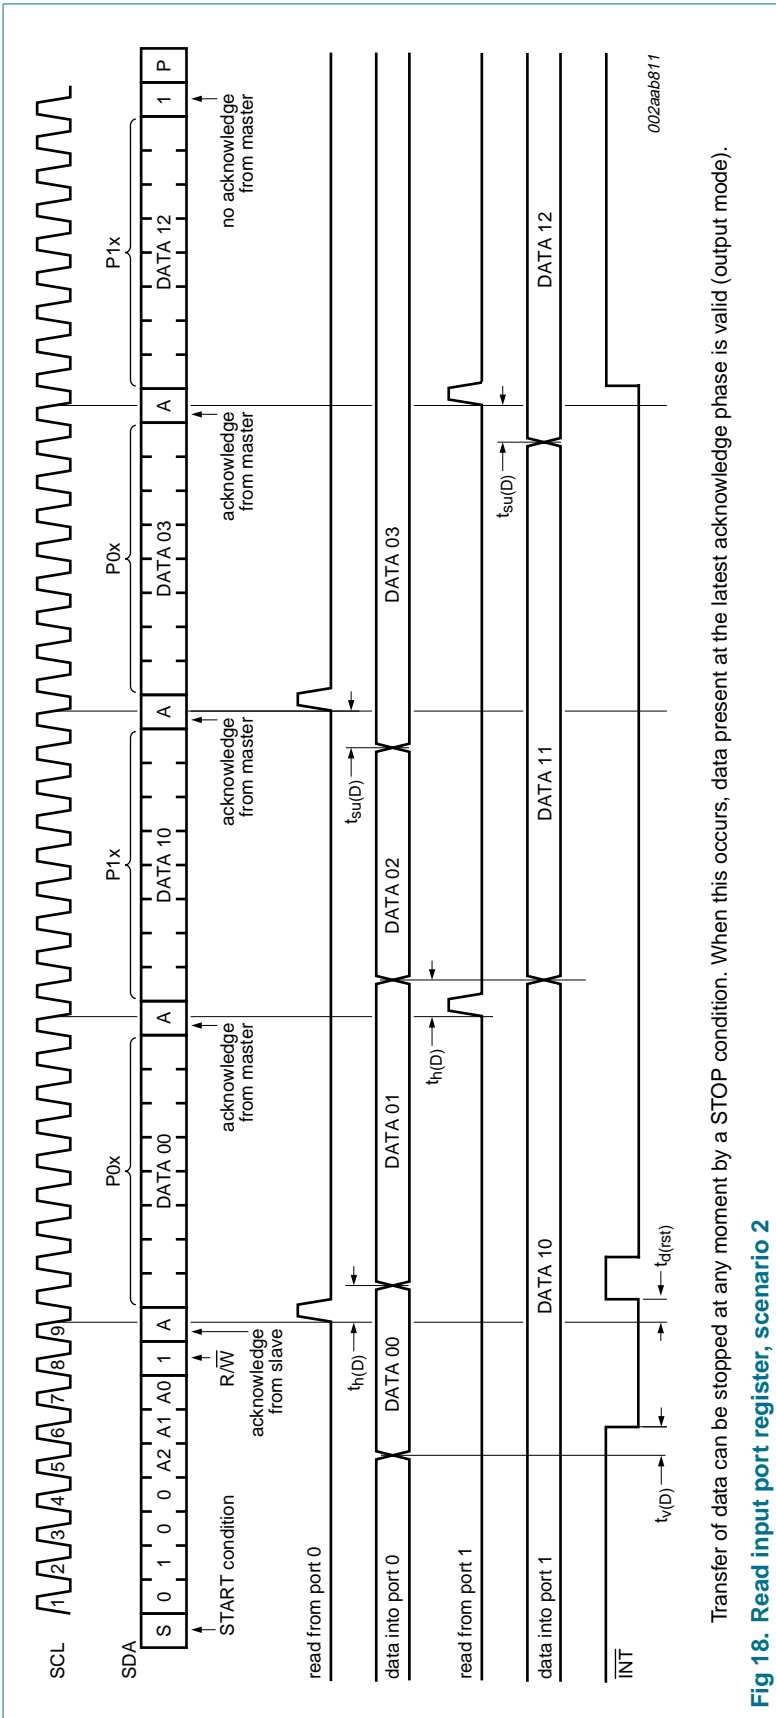 SCL
1 2 3 4 5 6 7 8 9
P0x P1x P0x P1x
SDA
S 0 1 0 0 A2 A1 A0 1 A DATA 00 A DATA 10 A DATA 03 A DATA 12 1 P
START condition
R/W
acknowledge
from slave
acknowledge
from master
acknowledge
from master
acknowledge
from master
no acknowledge
from master
read from port 0
th(D)
tsu(D)
data into port 0
DATA 00 DATA 01 DATA 02 DATA 03
read from port 1
th(D)
tsu(D)
data into port 1
DATA 10 DATA 11 DATA 12
INT
tv(D)
td(rst)
002aab811
Transfer of data can be stopped at any moment by a STOP condition. When this occurs, data present at the latest acknowledge phase is valid (output mode).
Fig 18. Read input port register, scenario 2